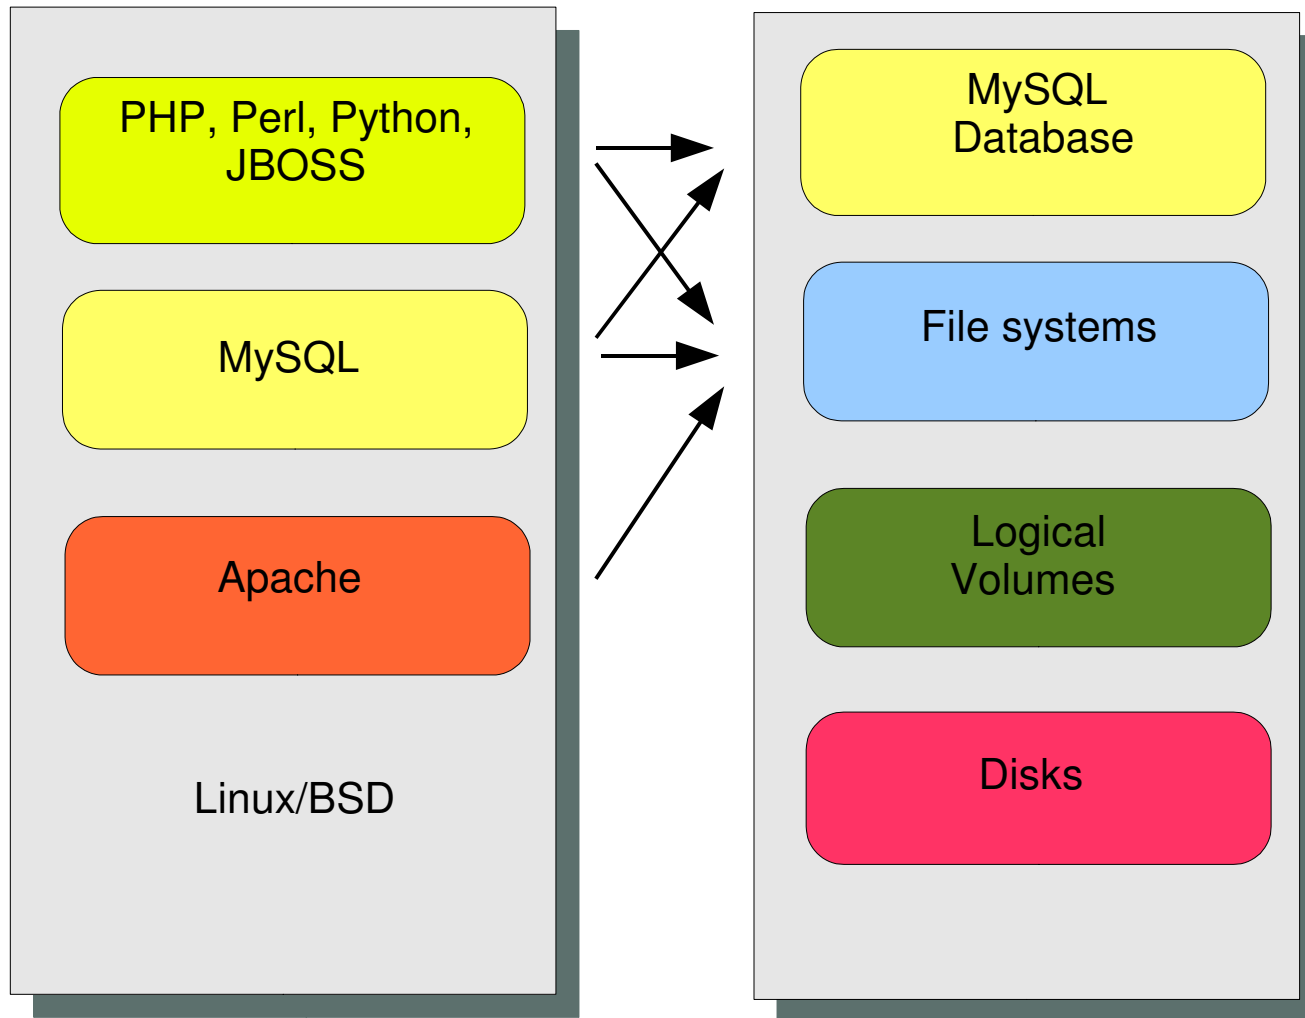 PHP, Perl, Python,
JBOSS
MySQL
Apache
Linux/BSD
MySQL
Database
File systems
Logical
Volumes
Disks